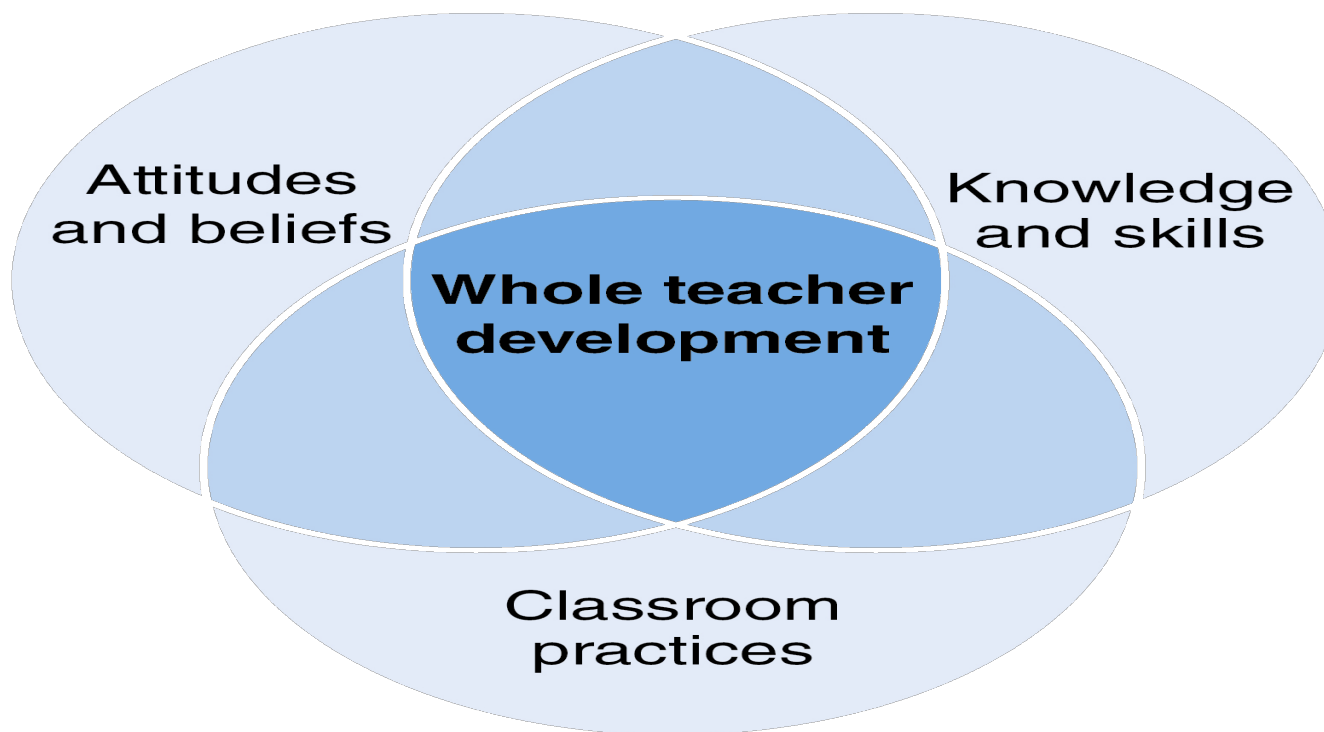 Attitudes
and beliefs
Knowledge
and skills
Whole teacher
development
Classroom
practices